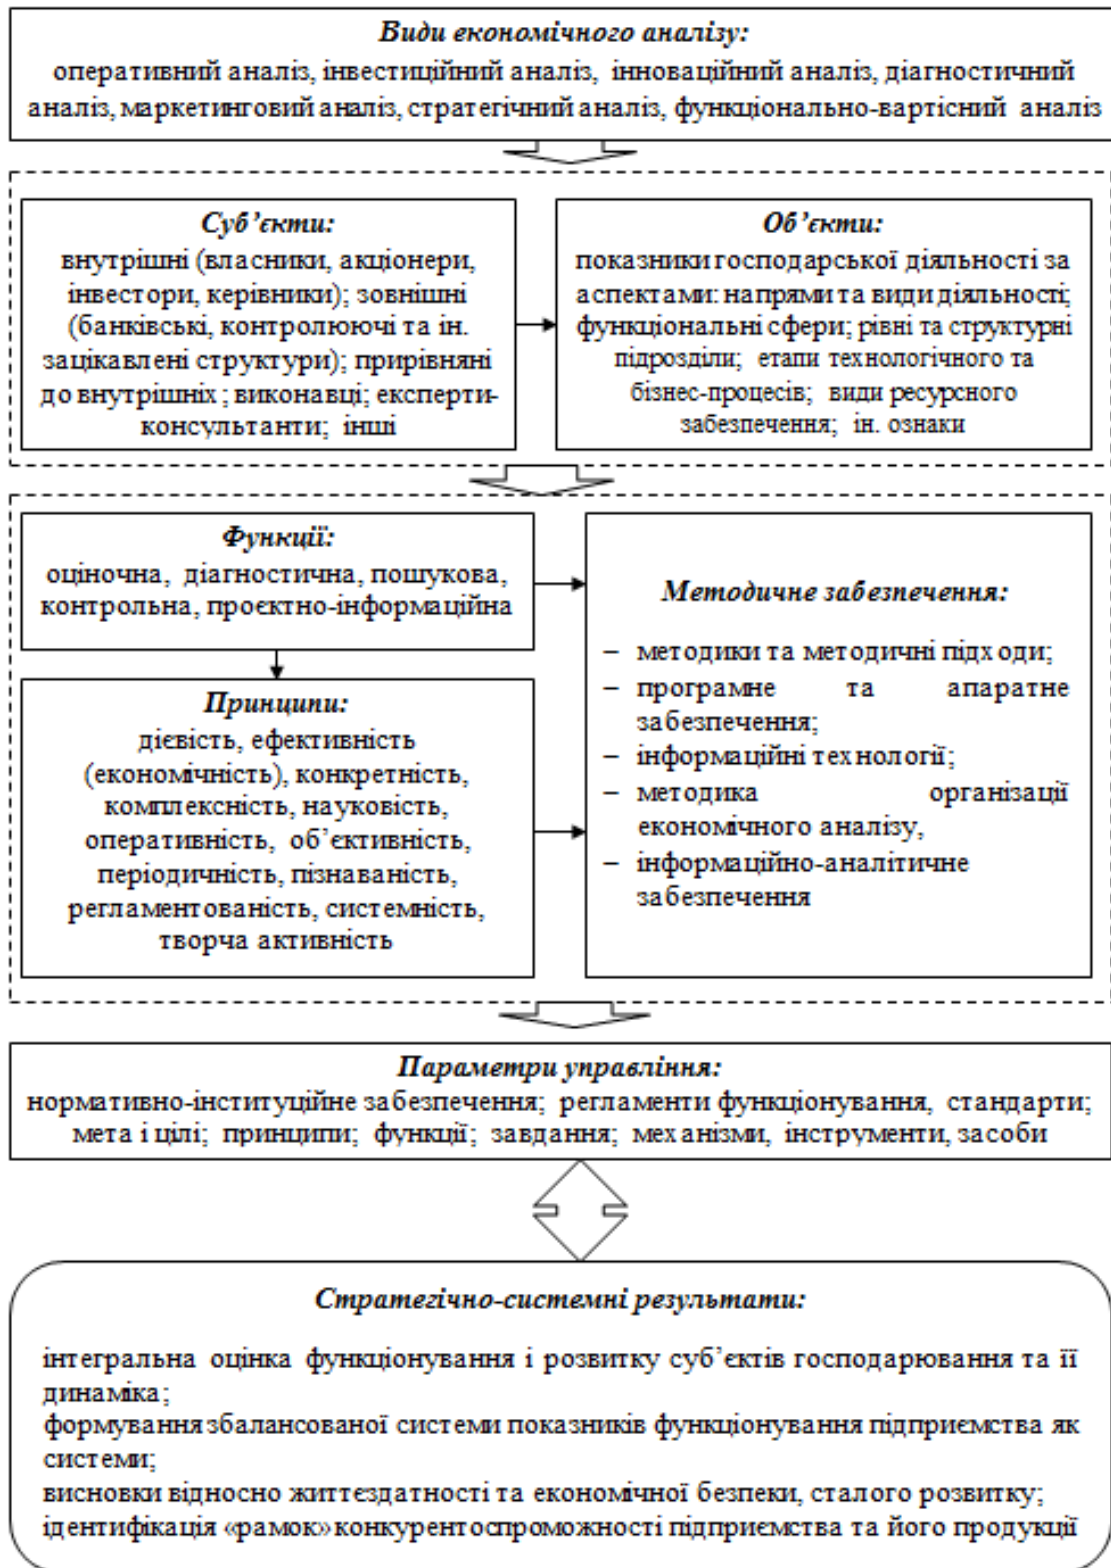 Види економічного аналізу:
оперативний аналіз, інвестиційний аналіз, інноваційний аналіз, діагностичний
аналіз, маркетинговий аналіз, стратегічний аналіз, функціонально-вартісний аналіз
Суб’єкти:
внутрішні (власники, акціонери,
інвестори, керівники); зовнішні
(банківські, контролюючі та ін.
зацікавлені структури); прирівняні
до внутрішніх; виконавці; експерти-
консультанти; інші
Об’єкти:
показники господарської діяльності за
аспектами: напрями та види діяльності;
функціональні сфери; рівні та структурні
підрозділи; етапи технологічного та
бізнес-процесів; види ресурсного
забезпечення; ін. ознаки
Функції:
оціночна, діагностична, пошукова,
контрольна, проєктно-інформаційна
Принципи:
дієвість, ефективність
(економічність), конкретність,
комплексність, науковість,
оперативність, об’єктивність,
періодичність, пізнаваність,
регламентованість, системність,
творча активність
Методичне забезпечення:
– методики та методичні підходи;
– програмне та апаратне
забезпечення;
– інформаційні технології;
– методика організації
економічного аналізу,
– інформаційно-аналітичне
забезпечення
Параметри управління:
нормативно-інституційне забезпечення; регламенти функціонування, стандарти;
мета і цілі; принципи; функції; завдання; механізми, інструменти, засоби
Стратегічно-системні результати:
інтегральна оцінка функціонування і розвитку суб’єктів господарювання та її
динаміка;
формування збалансованої системи показників функціонування підприємства як
системи;
висновки відносно життєздатності та економічної безпеки, сталого розвитку;
ідентифікація «рамок» конкурентоспроможності підприємства та його продукції